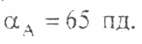 α_A = 65 пд.